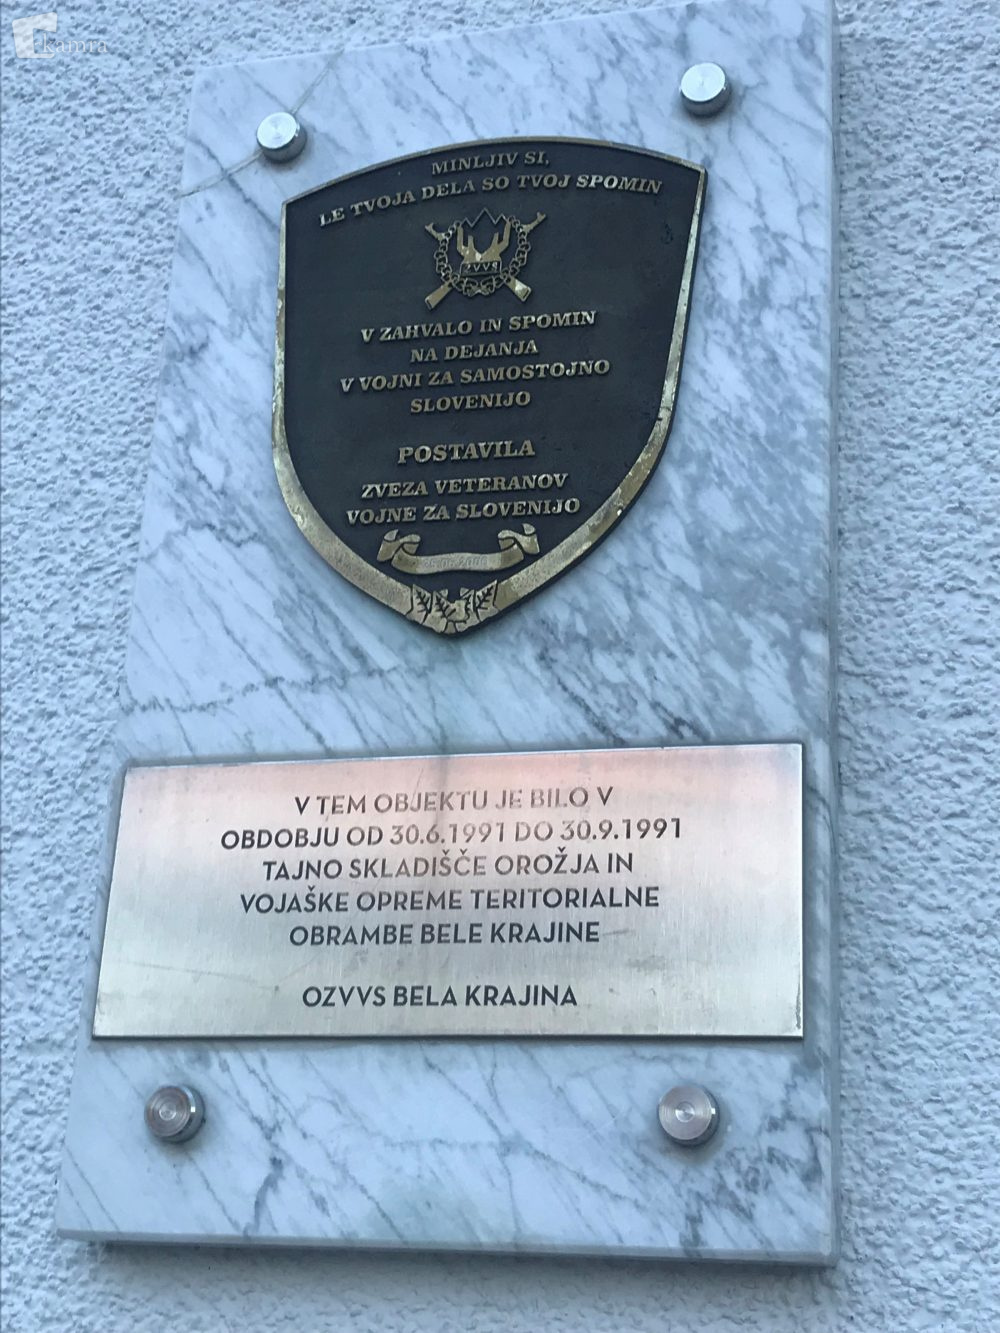 kamra
MINLJIV SI,
LE TVOJA DELA SO TVOJ SPOMIN
ZVVS
V ZAHVALO IN SPOMIN
NA DEJANJA
V VOJNI ZA SAMOSTOJNO
SLOVENIJO
POSTAVILA
ZVEZA VETERANOV
VOJNE ZA SLOVENIJO
V TEM OBJEKTU JE BILO V
OBDOBJU OD 30.6.1991 DO 30.9.1991
TAJNO SKLADIŠČE OROŽJA IN
VOJAŠKE OPREME TERITORIALNE
OBRAMBE BELE KRAJINE
OZVVS BELA KRAJINA